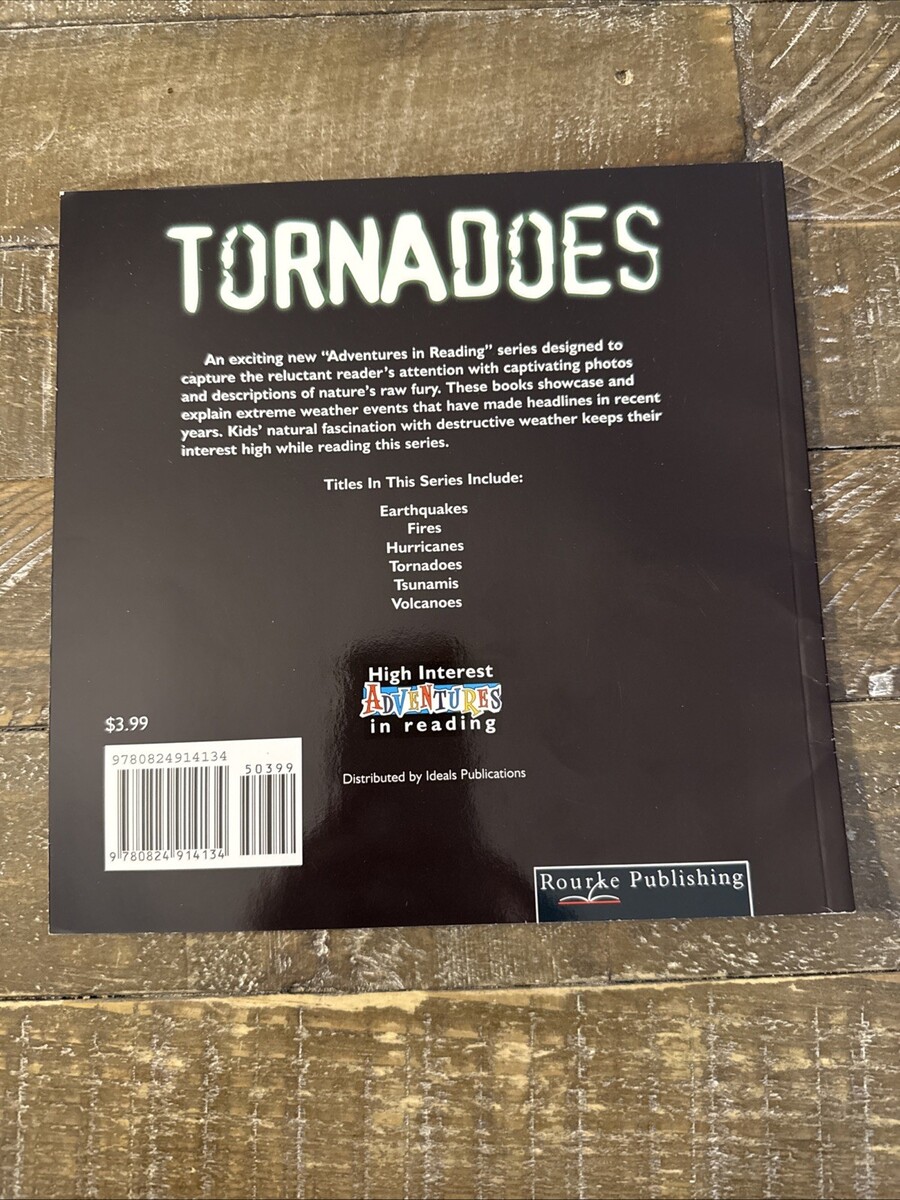 TORNADOES
An exciting new “Adventures in Reading” series designed to
capture the reluctant reader’s attention with captivating photos
and descriptions of nature’s raw fury. These books showcase and
explain extreme weather events that have made headlines in recent
years. Kids’ natural fascination with destructive weather keeps their
interest high while reading this series.
Titles In This Series Include:
Earthquakes
Fires
Hurricanes
Tornadoes
Tsunamis
Volcanoes
High Interest
ADVENTURES
in reading
$3.99
9780824914134
50399
9 780824 914134
Distributed by Ideals Publications
Rourke Publishing